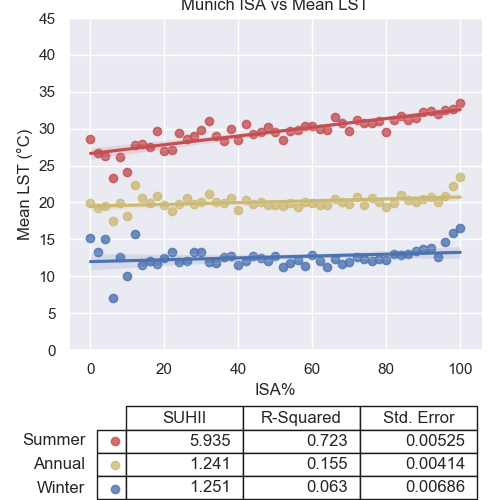 Munich ISA vs Mean LST
45
40
35
30
25
20
15
10
5
0
Mean LST (°C)
0 20 40 60 80 100
ISA%
SUHII R-Squared Std. Error
Summer 5.935 0.723 0.00525
Annual 1.241 0.155 0.00414
Winter 1.251 0.063 0.00686